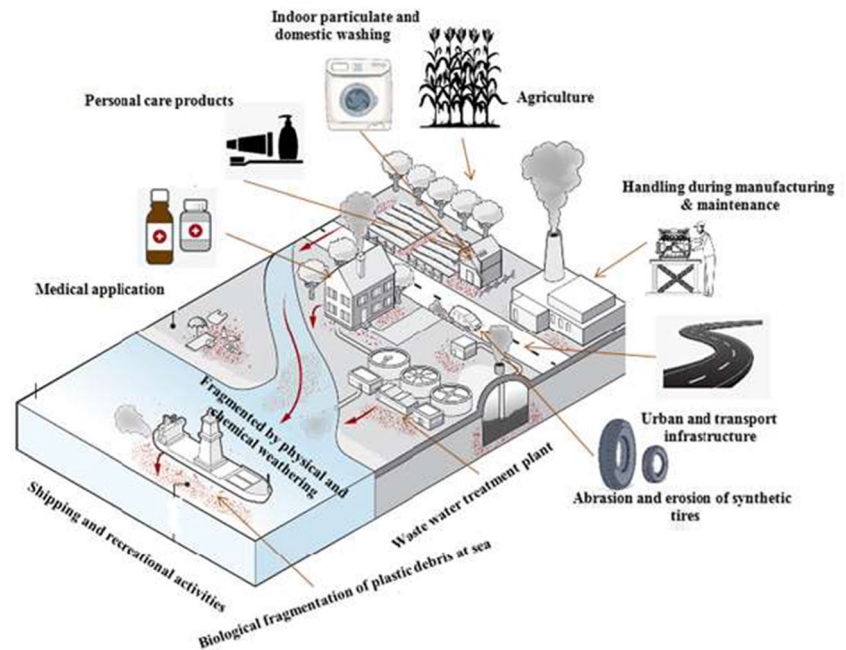 Indoor particulate and
domestic washing
Agriculture
Personal care products
Handling during manufacturing
& maintenance
Medical application
Urban and transport
infrastructure
Abrasion and erosion of synthetic
tires
Fragmented by physical and
chemical weathering
Waste water treatment plant
Shipping and recreational activities
Biological fragmentation of plastic debris at sea